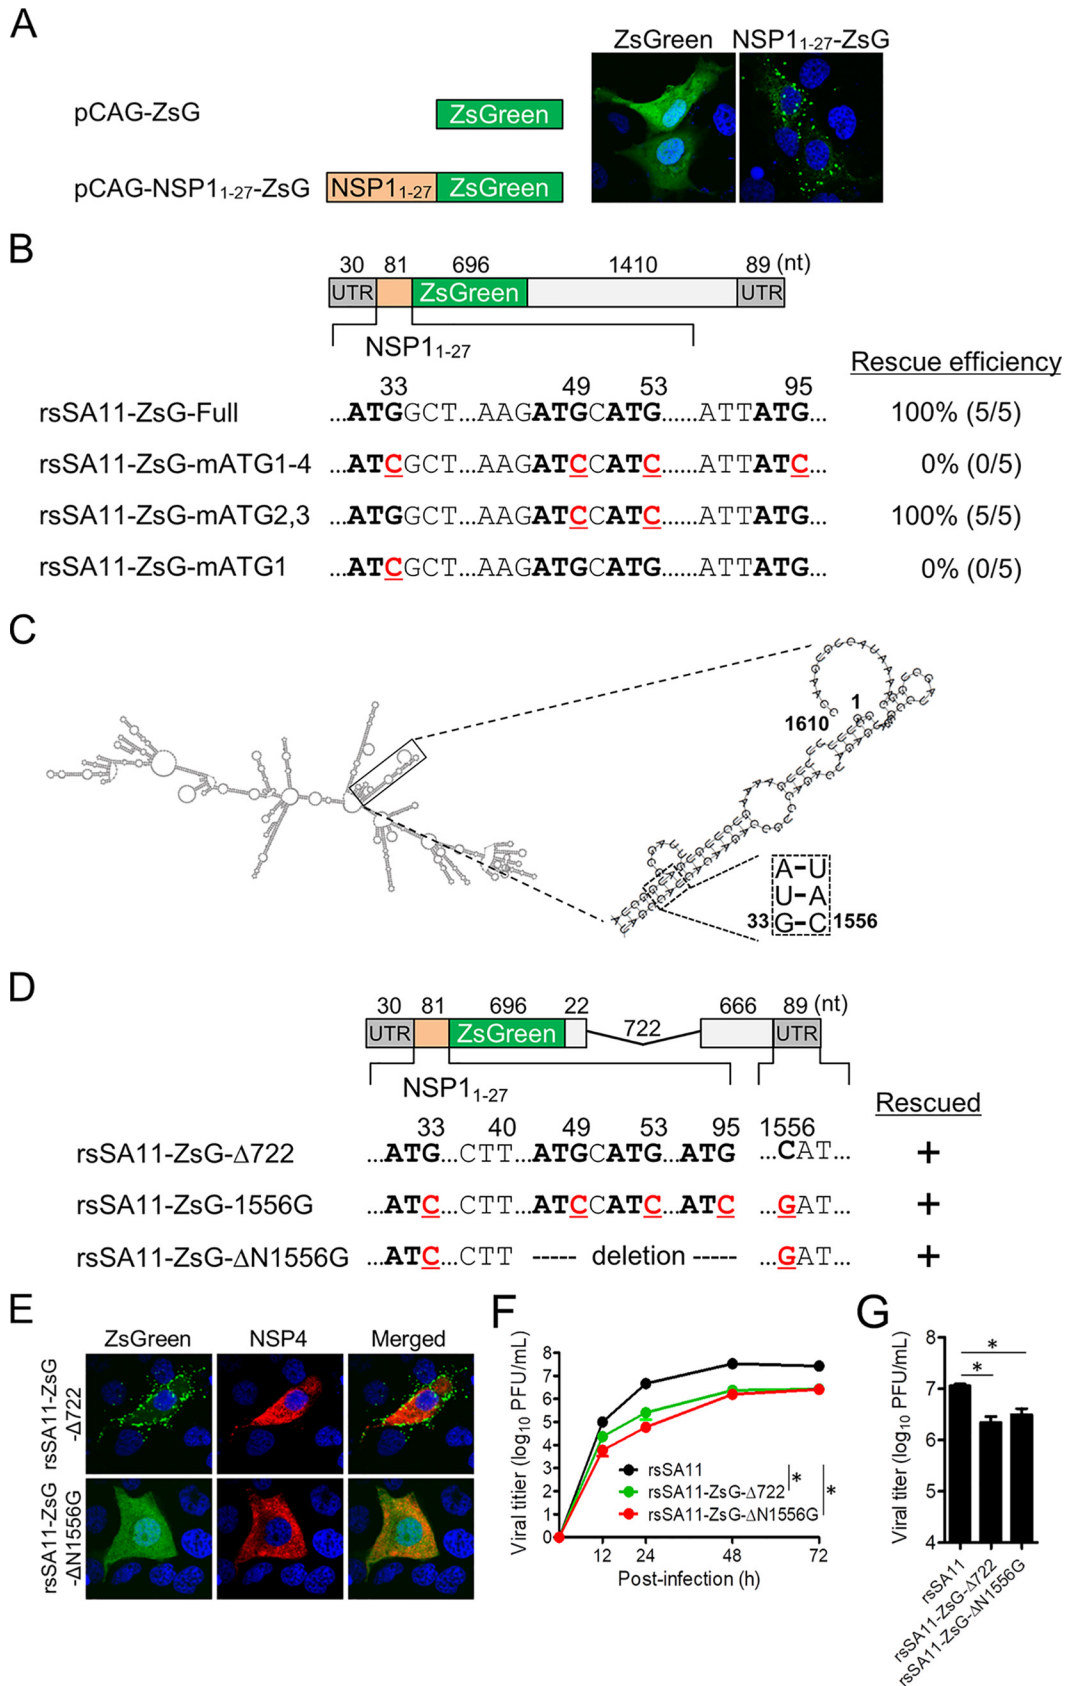 A
ZsGreen NSP1₁₋₂₇-ZsG
pCAG-ZsG ZsGreen
pCAG-NSP1₁₋₂₇-ZsG NSP1₁₋₂₇ ZsGreen
B
30 81 696 1410 89 (nt)
UTR ZsGreen UTR
NSP1₁₋₂₇
Rescue efficiency
33 49 53 95
rsSA11-ZsG-Full ...ATGGCT...AAGATGCATG......ATTATG... 100% (5/5)
rsSA11-ZsG-mATG1-4 ...ATCGCT...AAGATCCATC......ATTATC... 0% (0/5)
rsSA11-ZsG-mATG2,3 ...ATGGCT...AAGATCCATC......ATTATG... 100% (5/5)
rsSA11-ZsG-mATG1 ...ATCGCT...AAGATGCATG......ATTATG... 0% (0/5)
C
1
1610
A-U
U-A
33 G-C 1556
D
30 81 696 22 722 666 89 (nt)
UTR ZsGreen UTR
NSP1₁₋₂₇
Rescued
33 40 49 53 95 1556
rsSA11-ZsG-Δ722 ...ATG...CTT ATGCATG...ATG ...CAT... +
rsSA11-ZsG-1556G ...ATC...CTT ATCCATC...ATC ...GAT... +
rsSA11-ZsG-ΔN1556G ...ATC...CTT ----- deletion ----- ...GAT... +
E
ZsGreen NSP4 Merged
rsSA11-ZsG
-Δ722
rsSA11-ZsG
-ΔN1556G
F
Viral titier (log₁₀ PFU/mL)
8
7
6
5
4
3
2
1
0
rsSA11
rsSA11-ZsG-Δ722 *
rsSA11-ZsG-ΔN1556G *
12 24 48 72
Post-infection (h)
G
Viral titier (log₁₀ PFU/mL)
8
7
6
5
4
*
*
rsSA11
rsSA11-ZsG-Δ722
rsSA11-ZsG-ΔN1556G